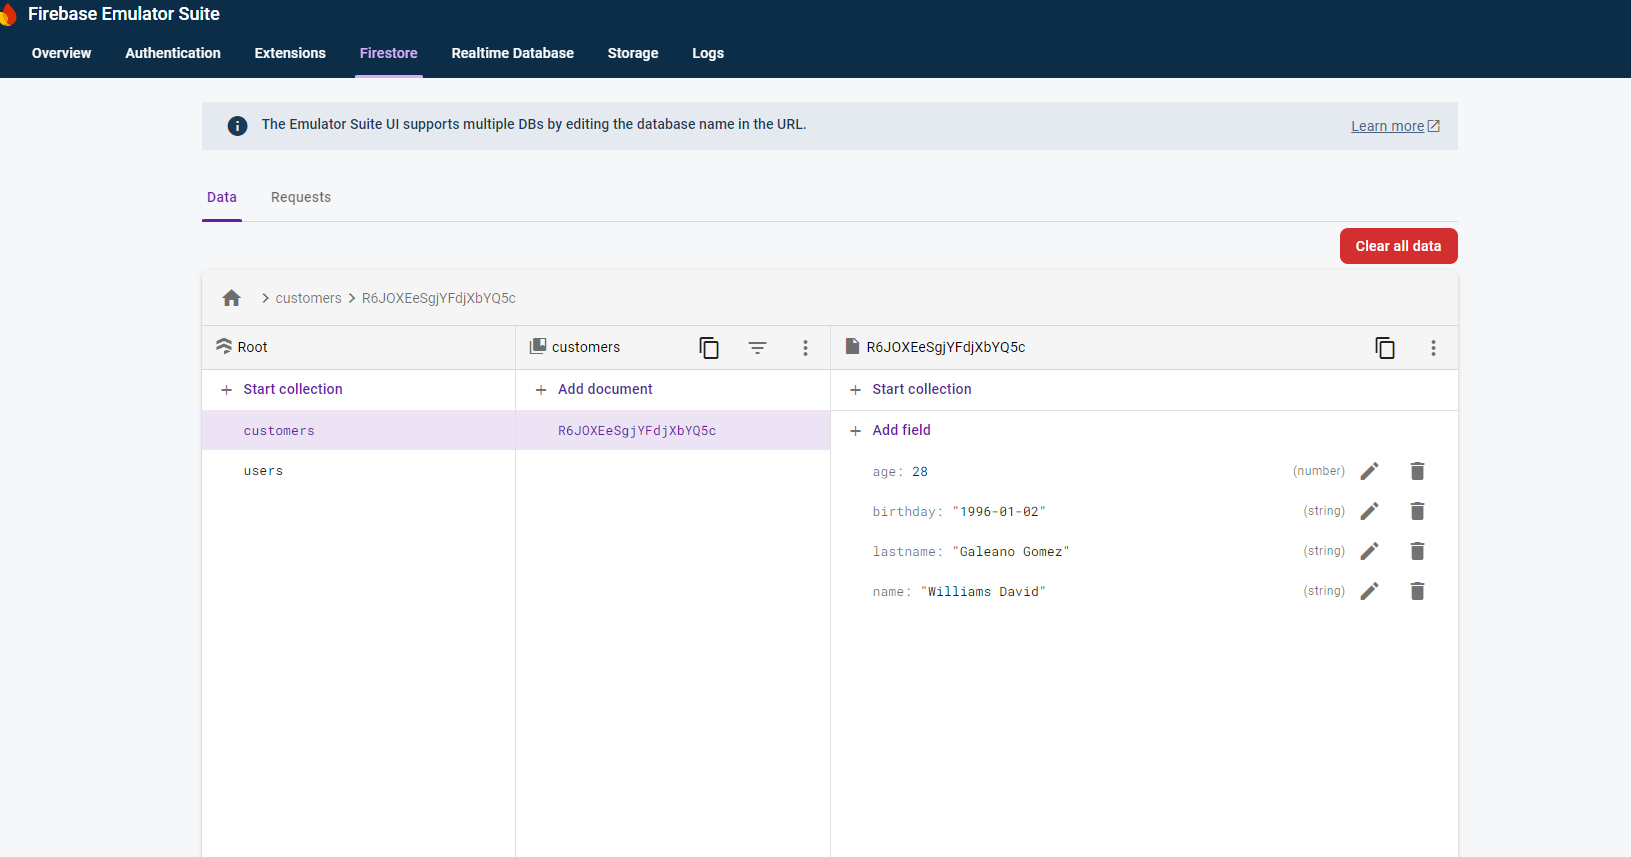 Firebase Emulator Suite
Overview Authentication Extensions Firestore Realtime Database Storage Logs
The Emulator Suite UI supports multiple DBs by editing the database name in the URL. Learn more
Data Requests
Clear all data
customers R6JOXEeSgjYFdjXbYQ5c
Root customers R6JOXEeSgjYFdjXbYQ5c
+ Start collection + Add document + Start collection
customers R6JOXEeSgjYFdjXbYQ5c + Add field
users age: 28 (number)
birthday: "1996-01-02" (string)
lastname: "Galeano Gomez" (string)
name: "Williams David" (string)